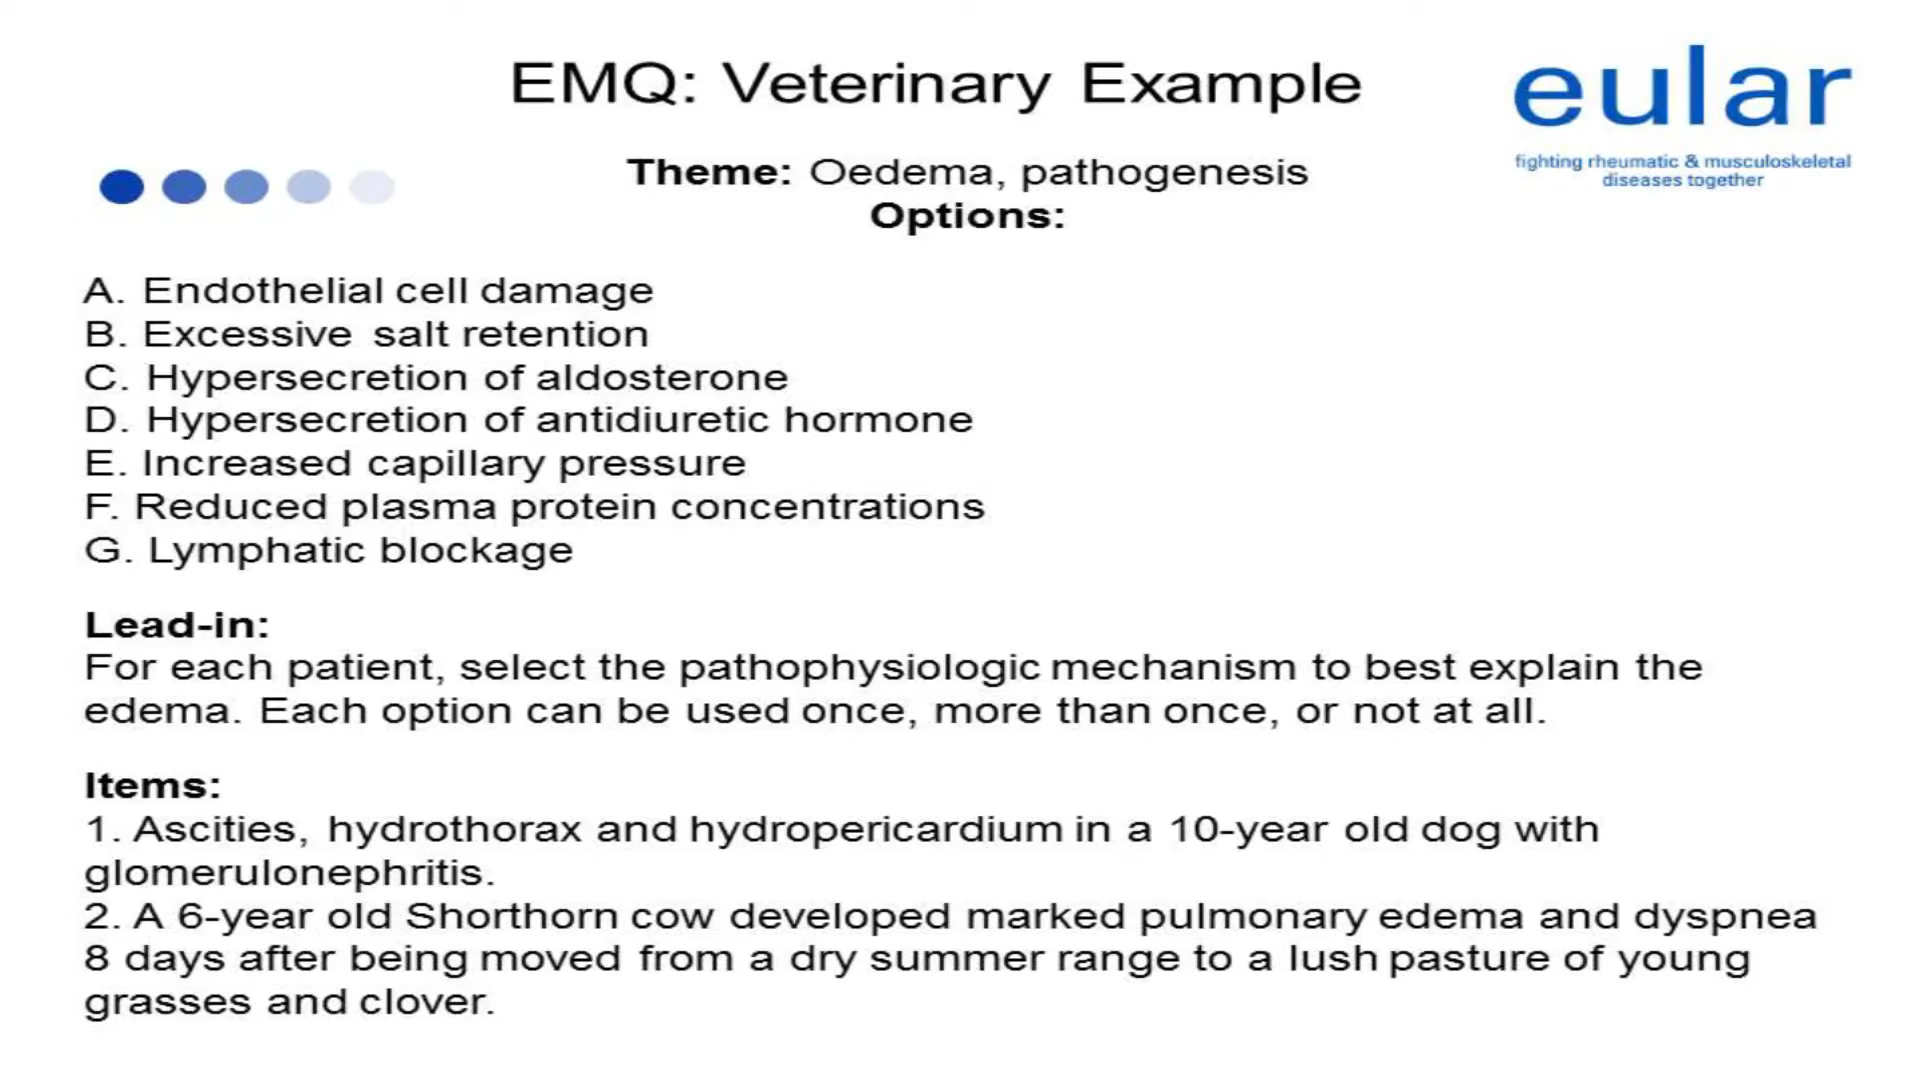 EMQ: Veterinary Example
eular
fighting rheumatic & musculoskeletal
diseases together
Theme: Oedema, pathogenesis
Options:
A. Endothelial cell damage
B. Excessive salt retention
C. Hypersecretion of aldosterone
D. Hypersecretion of antidiuretic hormone
E. Increased capillary pressure
F. Reduced plasma protein concentrations
G. Lymphatic blockage
Lead-in:
For each patient, select the pathophysiologic mechanism to best explain the
edema. Each option can be used once, more than once, or not at all.
Items:
1. Ascities, hydrothorax and hydropericardium in a 10-year old dog with
glomerulonephritis.
2. A 6-year old Shorthorn cow developed marked pulmonary edema and dyspnea
8 days after being moved from a dry summer range to a lush pasture of young
grasses and clover.